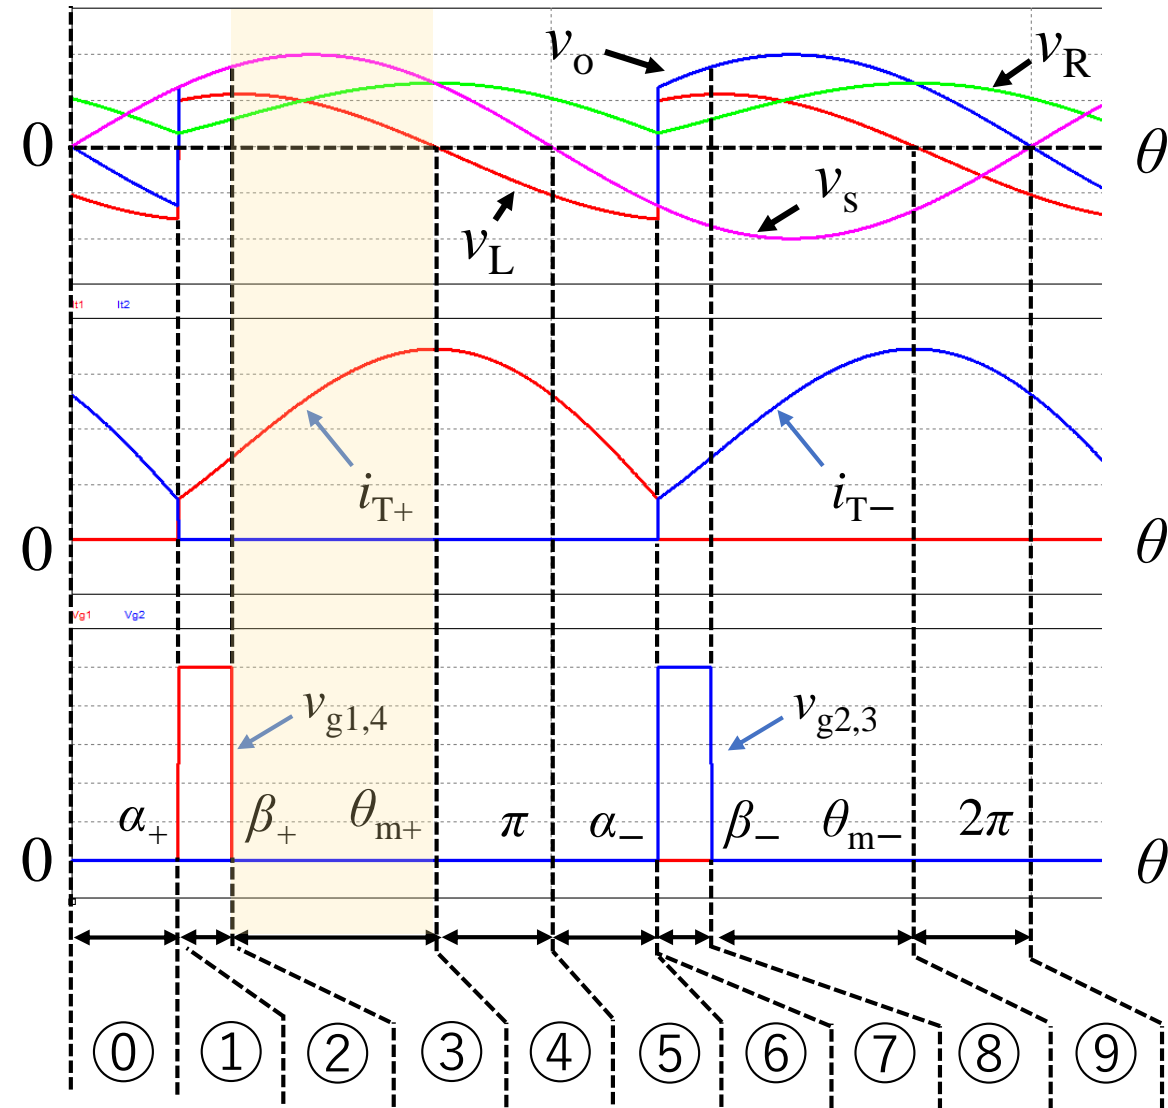 v_o
v_R
0
θ
v_s
v_L
It1 It2
i_T+
i_T−
0
θ
Vg1 Vg2
v_g1,4
v_g2,3
α_+ β_+ θ_m+ π α_− β_− θ_m− 2π
0
θ
⓪ ① ② ③ ④ ⑤ ⑥ ⑦ ⑧ ⑨